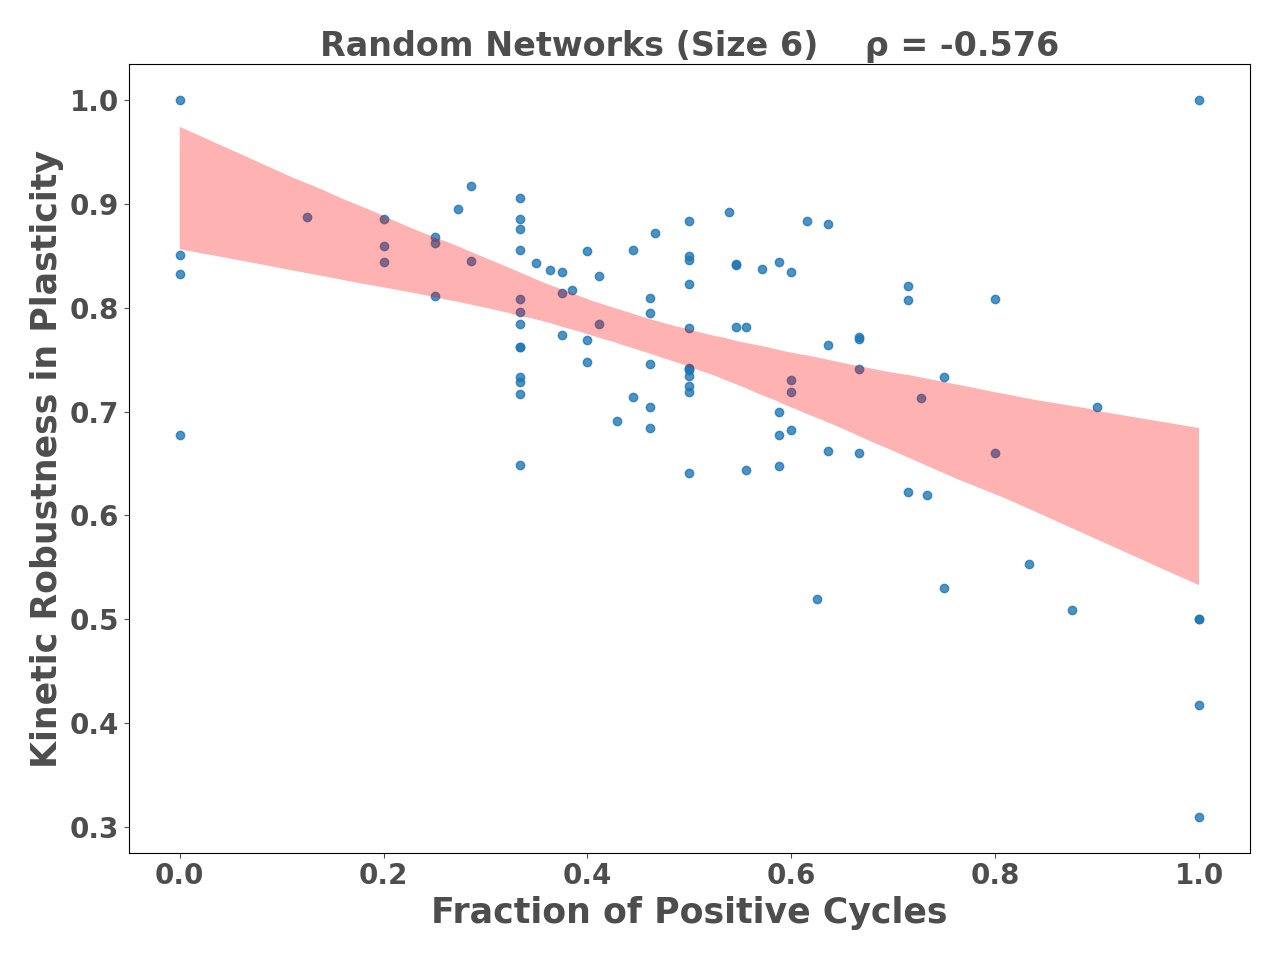 Random Networks (Size 6) ρ = -0.576
Kinetic Robustness in Plasticity
1.0
0.9
0.8
0.7
0.6
0.5
0.4
0.3
0.0 0.2 0.4 0.6 0.8 1.0
Fraction of Positive Cycles